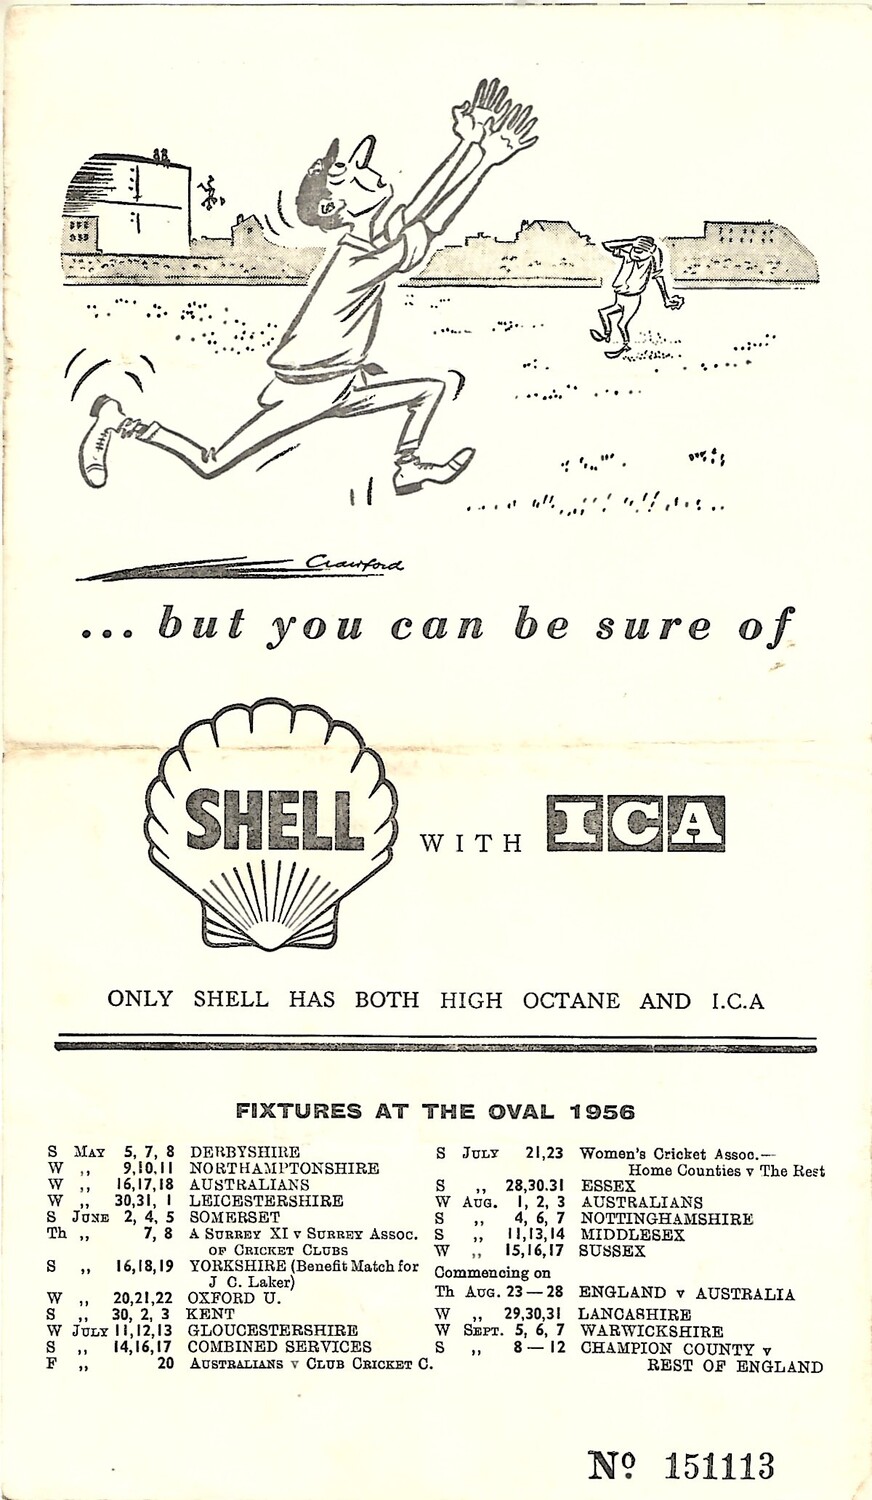 Crawford
... but you can be sure of
SHELL WITH ICA
ONLY SHELL HAS BOTH HIGH OCTANE AND I.C.A
FIXTURES AT THE OVAL 1956
S MAY 5, 7, 8 DERBYSHIRE
W ,, 9,10,11 NORTHAMPTONSHIRE
W ,, 16,17,18 AUSTRALIANS
W ,, 30,31, 1 LEICESTERSHIRE
S JUNE 2, 4, 5 SOMERSET
Th ,, 7, 8 A SURREY XI v SURREY ASSOC.
OF CRICKET CLUBS
S ,, 16,18,19 YORKSHIRE (Benefit Match for
J C. Laker)
W ,, 20,21,22 OXFORD U.
S ,, 30, 2, 3 KENT
W JULY 11,12,13 GLOUCESTERSHIRE
S ,, 14,16,17 COMBINED SERVICES
F ,, 20 AUSTRALIANS v CLUB CRICKET C.
S JULY 21,23 Women's Cricket Assoc.—
Home Counties v The Rest
S ,, 28,30.31 ESSEX
W AUG. 1, 2, 3 AUSTRALIANS
S ,, 4, 6, 7 NOTTINGHAMSHIRE
S ,, 11,13,14 MIDDLESEX
W ,, 15,16,17 SUSSEX
Commencing on
Th AUG. 23 — 28 ENGLAND v AUSTRALIA
W ,, 29,30,31 LANCASHIRE
W SEPT. 5, 6, 7 WARWICKSHIRE
S ,, 8 — 12 CHAMPION COUNTY v
REST OF ENGLAND
Nº 151113